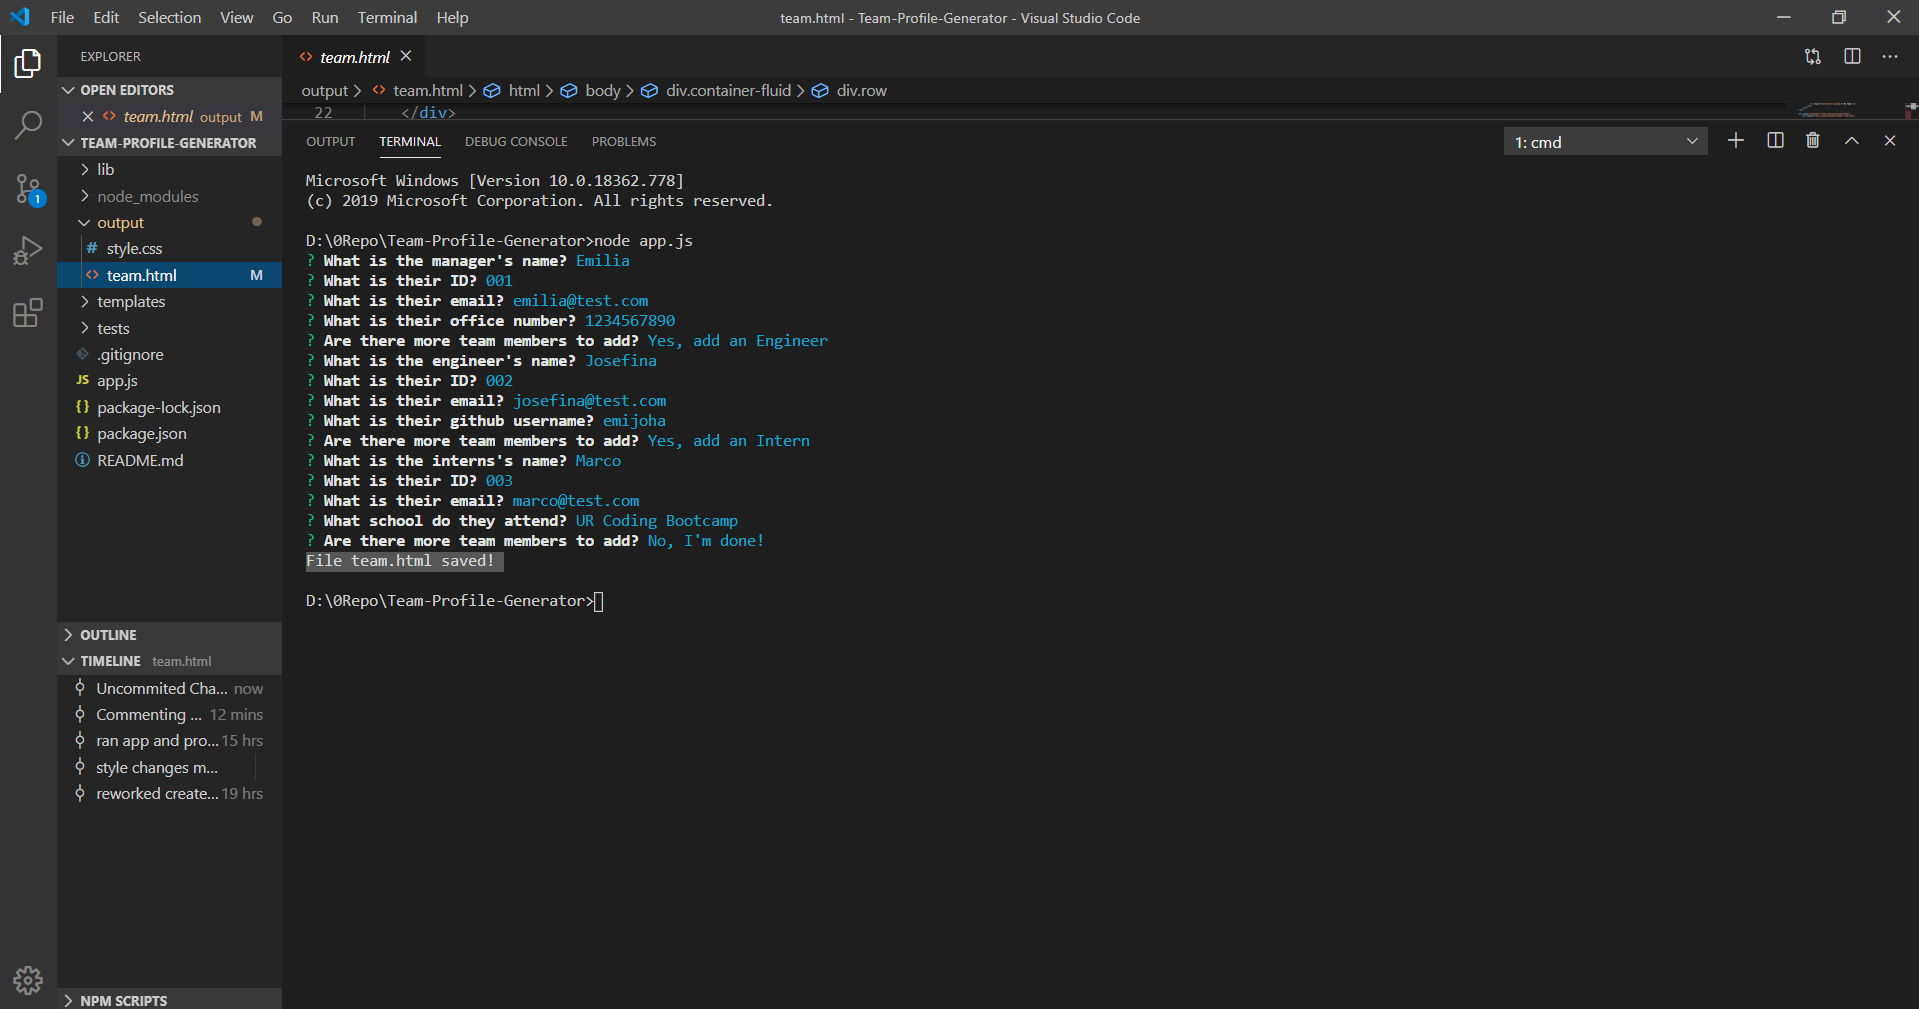 File Edit Selection View Go Run Terminal Help
team.html - Team-Profile-Generator - Visual Studio Code
EXPLORER
OPEN EDITORS
team.html output M
TEAM-PROFILE-GENERATOR
lib
node_modules
output
# style.css
<> team.html M
templates
tests
.gitignore
JS app.js
{} package-lock.json
{} package.json
README.md
OUTLINE
TIMELINE team.html
Uncommited Cha... now
Commenting ... 12 mins
ran app and pro... 15 hrs
style changes m...
reworked create... 19 hrs
NPM SCRIPTS
1
team.html
output > team.html > html > body > div.container-fluid > div.row
22 </div>
OUTPUT TERMINAL DEBUG CONSOLE PROBLEMS
1: cmd
Microsoft Windows [Version 10.0.18362.778]
(c) 2019 Microsoft Corporation. All rights reserved.
D:\0Repo\Team-Profile-Generator>node app.js
? What is the manager's name? Emilia
? What is their ID? 001
? What is their email? emilia@test.com
? What is their office number? 1234567890
? Are there more team members to add? Yes, add an Engineer
? What is the engineer's name? Josefina
? What is their ID? 002
? What is their email? josefina@test.com
? What is their github username? emijoha
? Are there more team members to add? Yes, add an Intern
? What is the interns's name? Marco
? What is their ID? 003
? What is their email? marco@test.com
? What school do they attend? UR Coding Bootcamp
? Are there more team members to add? No, I'm done!
File team.html saved!
D:\0Repo\Team-Profile-Generator>